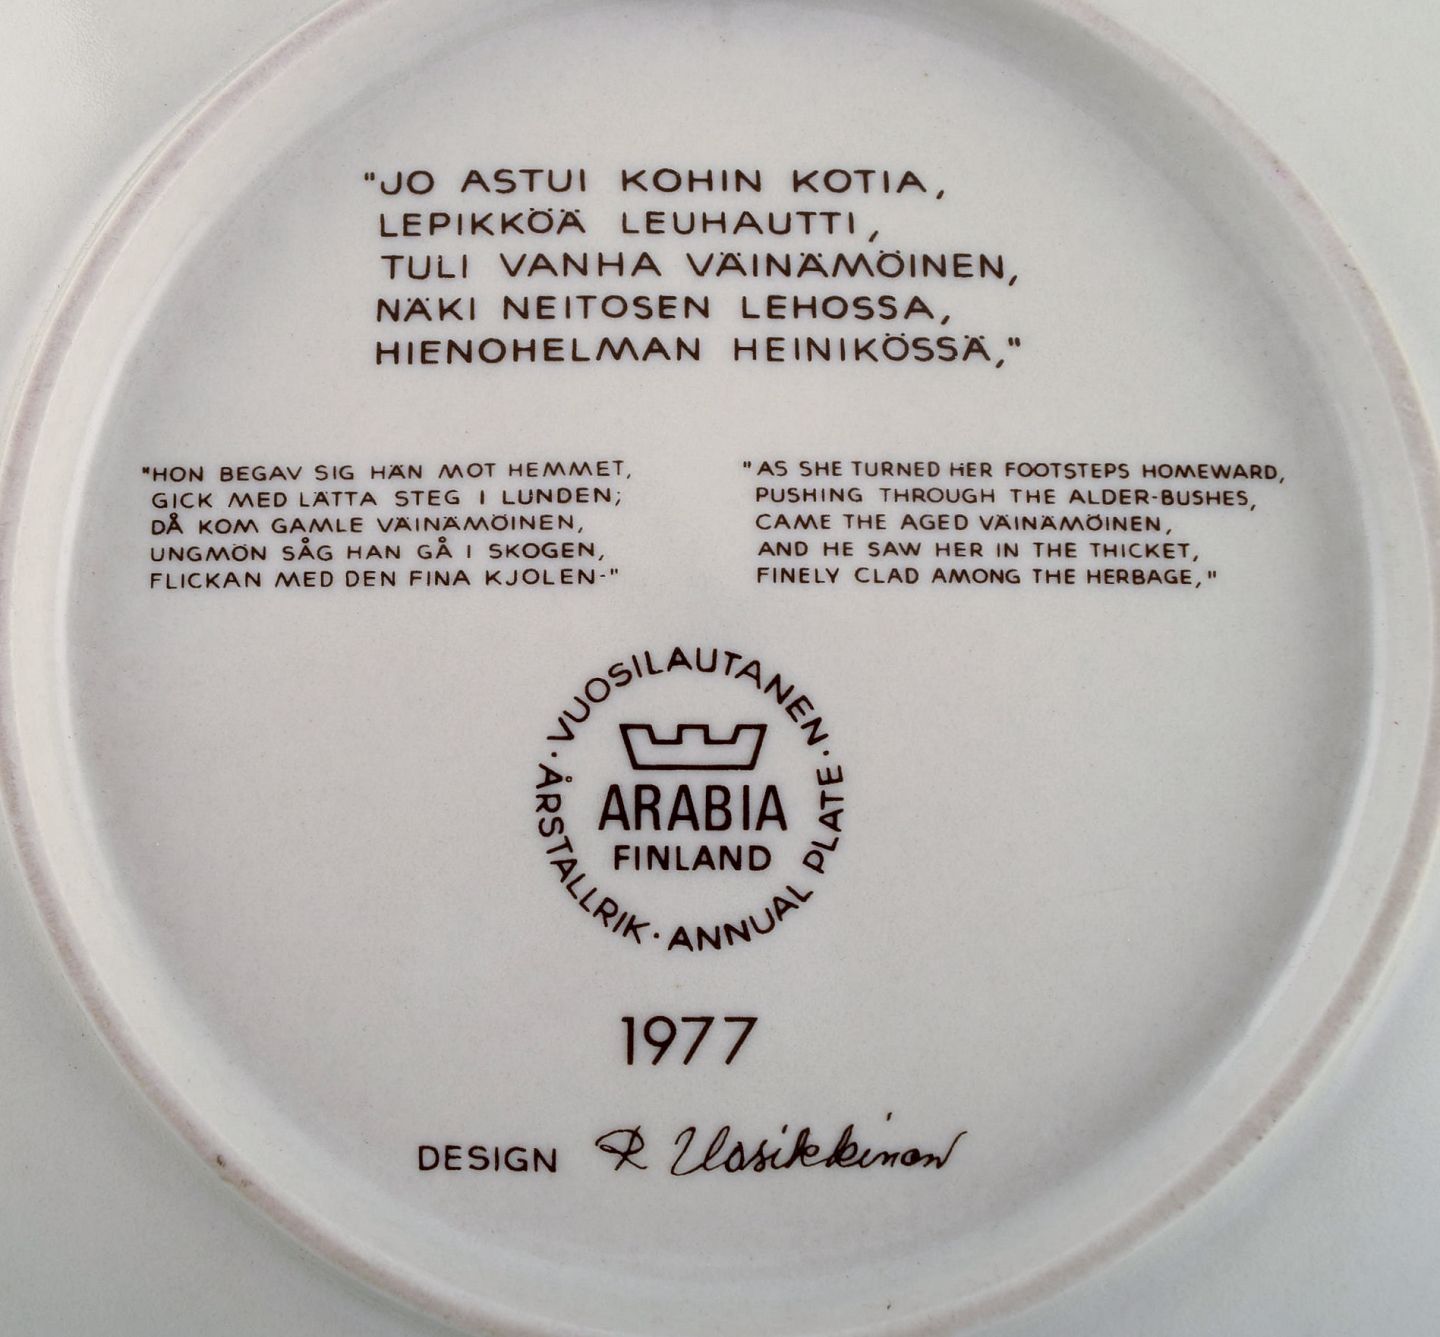 "JO ASTUI KOHIN KOTIA,
LEPIKKÖÄ LEUHAUTTI,
TULI VANHA VÄINÄMÖINEN,
NÄKI NEITOSEN LEHOSSA,
HIENOHELMAN HEINIKÖSSÄ,"
"HON BEGAV SIG HÄN MOT HEMMET,
GICK MED LÄTTA STEG I LUNDEN;
DÅ KOM GAMLE VÄINÄMÖINEN,
UNGMÖN SÅG HAN GÅ I SKOGEN,
FLICKAN MED DEN FINA KJOLEN-"
"AS SHE TURNED HER FOOTSTEPS HOMEWARD,
PUSHING THROUGH THE ALDER-BUSHES,
CAME THE AGED VÄINÄMÖINEN,
AND HE SAW HER IN THE THICKET,
FINELY CLAD AMONG THE HERBAGE,"
· VUOSILAUTANEN ·
ARABIA
FINLAND
ÅRSTALLRIK · ANNUAL PLATE
1977
DESIGN R Uosikkinen